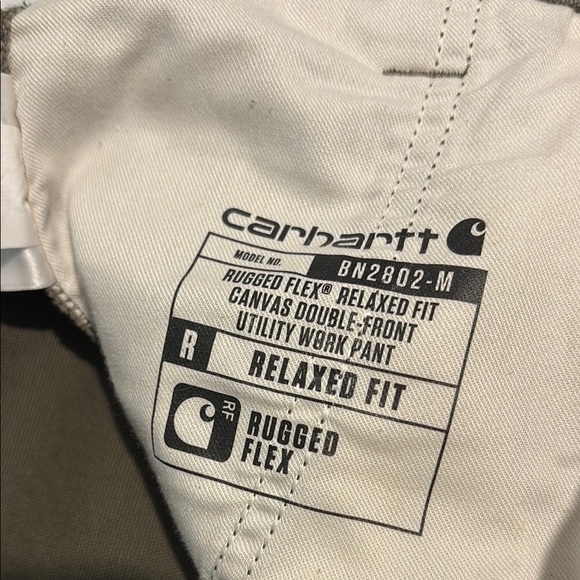 carhartt
MODEL NO. BN2802-M
RUGGED FLEX® RELAXED FIT
CANVAS DOUBLE-FRONT
UTILITY WORK PANT
R RELAXED FIT
RF RUGGED
FLEX